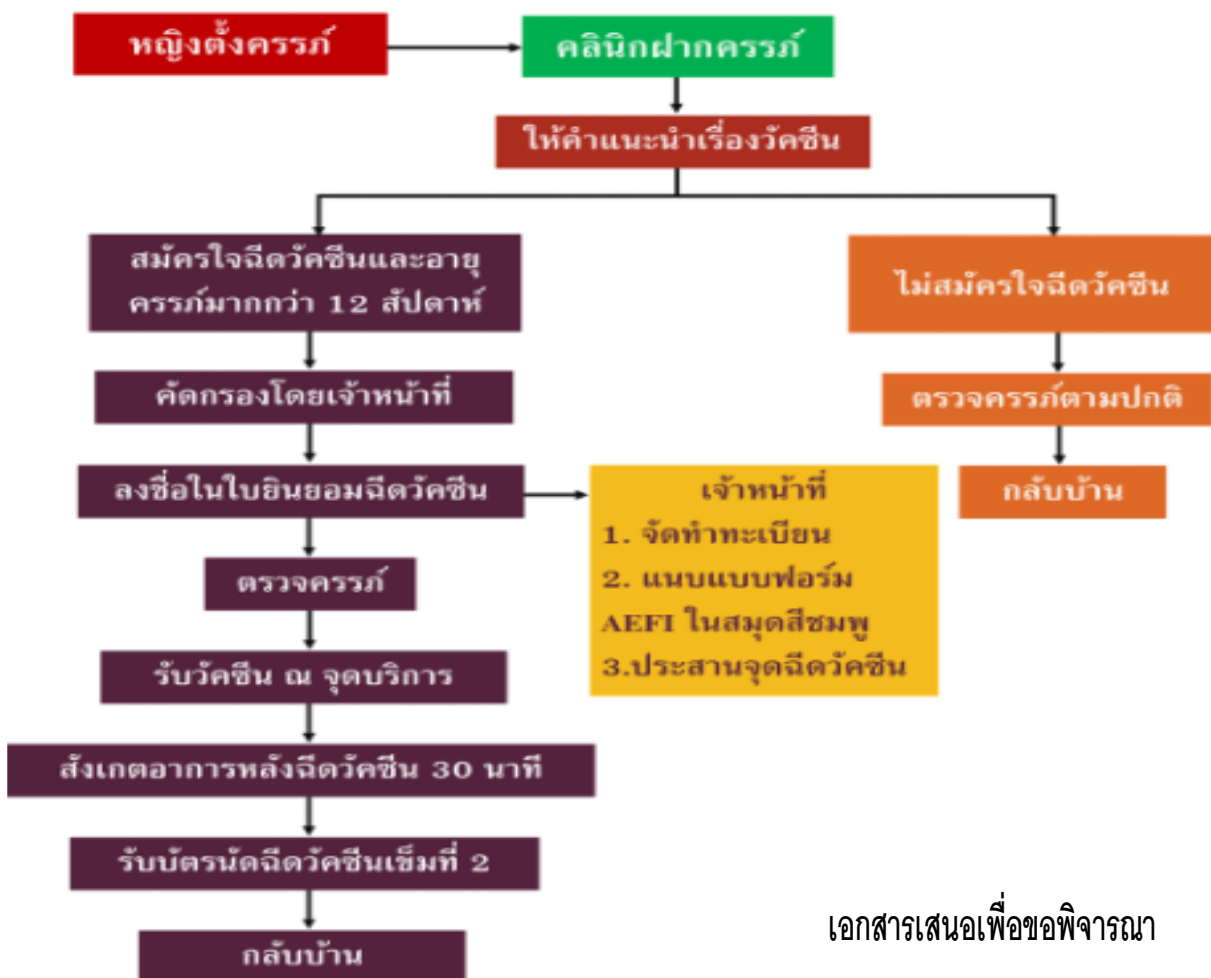 หญิงตั้งครรภ์
คลินิกฝากครรภ์
ให้คำแนะนำเรื่องวัคซีน
สมัครใจฉีดวัคซีนและอายุ
ครรภ์มากกว่า 12 สัปดาห์
ไม่สมัครใจฉีดวัคซีน
คัดกรองโดยเจ้าหน้าที่
ตรวจครรภ์ตามปกติ
ลงชื่อในใบยินยอมฉีดวัคซีน
เจ้าหน้าที่
1. จัดทำทะเบียน
2. แนบแบบฟอร์ม
AEFI ในสมุดสีชมพู
3.ประสานจุดฉีดวัคซีน
กลับบ้าน
ตรวจครรภ์
รับวัคซีน ณ จุดบริการ
สังเกตอาการหลังฉีดวัคซีน 30 นาที
รับบัตรนัดฉีดวัคซีนเข็มที่ 2
กลับบ้าน
เอกสารเสนอเพื่อขอพิจารณา